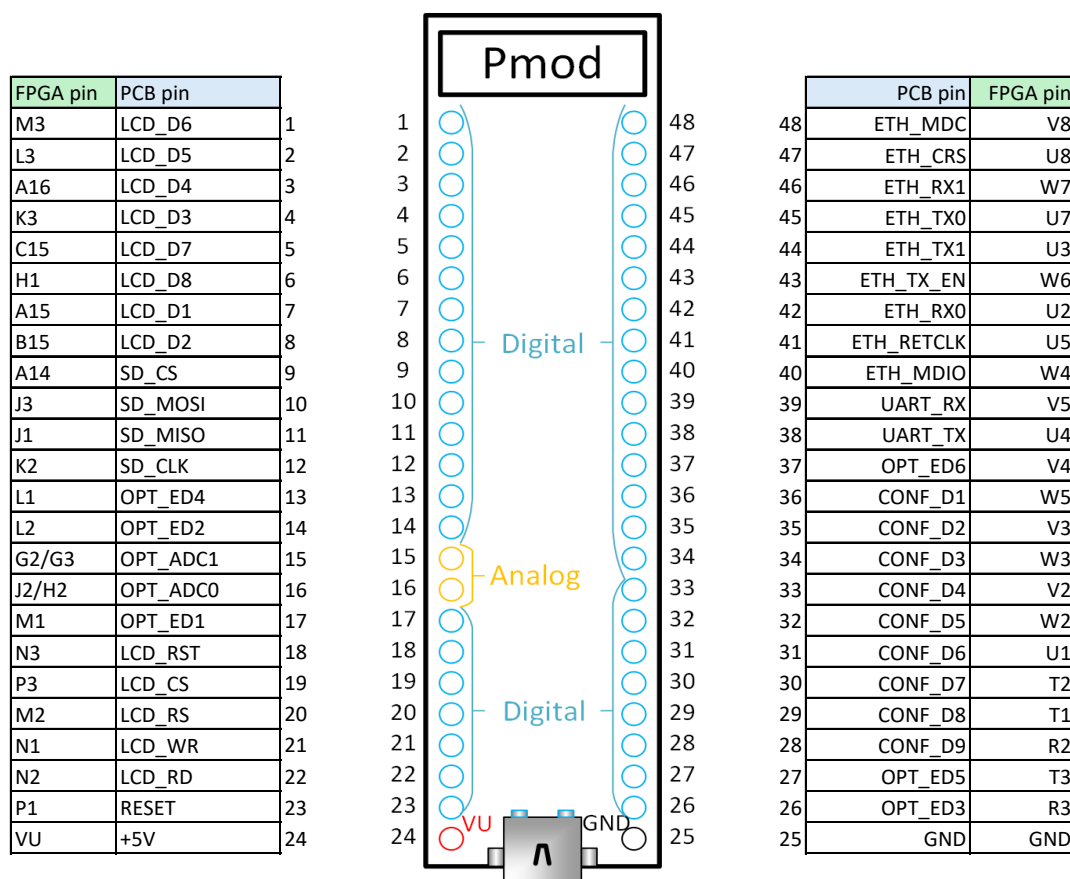 Pmod
FPGA pin PCB pin
M3 LCD_D6 1
L3 LCD_D5 2
A16 LCD_D4 3
K3 LCD_D3 4
C15 LCD_D7 5
H1 LCD_D8 6
A15 LCD_D1 7
B15 LCD_D2 8
A14 SD_CS 9
J3 SD_MOSI 10
J1 SD_MISO 11
K2 SD_CLK 12
L1 OPT_ED4 13
L2 OPT_ED2 14
G2/G3 OPT_ADC1 15
J2/H2 OPT_ADC0 16
M1 OPT_ED1 17
N3 LCD_RST 18
P3 LCD_CS 19
M2 LCD_RS 20
N1 LCD_WR 21
N2 LCD_RD 22
P1 RESET 23
VU +5V 24
1 48
2 47
3 46
4 45
5 44
6 43
7 42
8 Digital 41
9 40
10 39
11 38
12 37
13 36
14 35
15 34
16 Analog 33
17 32
18 31
19 30
20 Digital 29
21 28
22 27
23 26
24 VU GND 25
PCB pin FPGA pin
48 ETH_MDC V8
47 ETH_CRS U8
46 ETH_RX1 W7
45 ETH_TX0 U7
44 ETH_TX1 U3
43 ETH_TX_EN W6
42 ETH_RX0 U2
41 ETH_RETCLK U5
40 ETH_MDIO W4
39 UART_RX V5
38 UART_TX U4
37 OPT_ED6 V4
36 CONF_D1 W5
35 CONF_D2 V3
34 CONF_D3 W3
33 CONF_D4 V2
32 CONF_D5 W2
31 CONF_D6 U1
30 CONF_D7 T2
29 CONF_D8 T1
28 CONF_D9 R2
27 OPT_ED5 T3
26 OPT_ED3 R3
25 GND GND